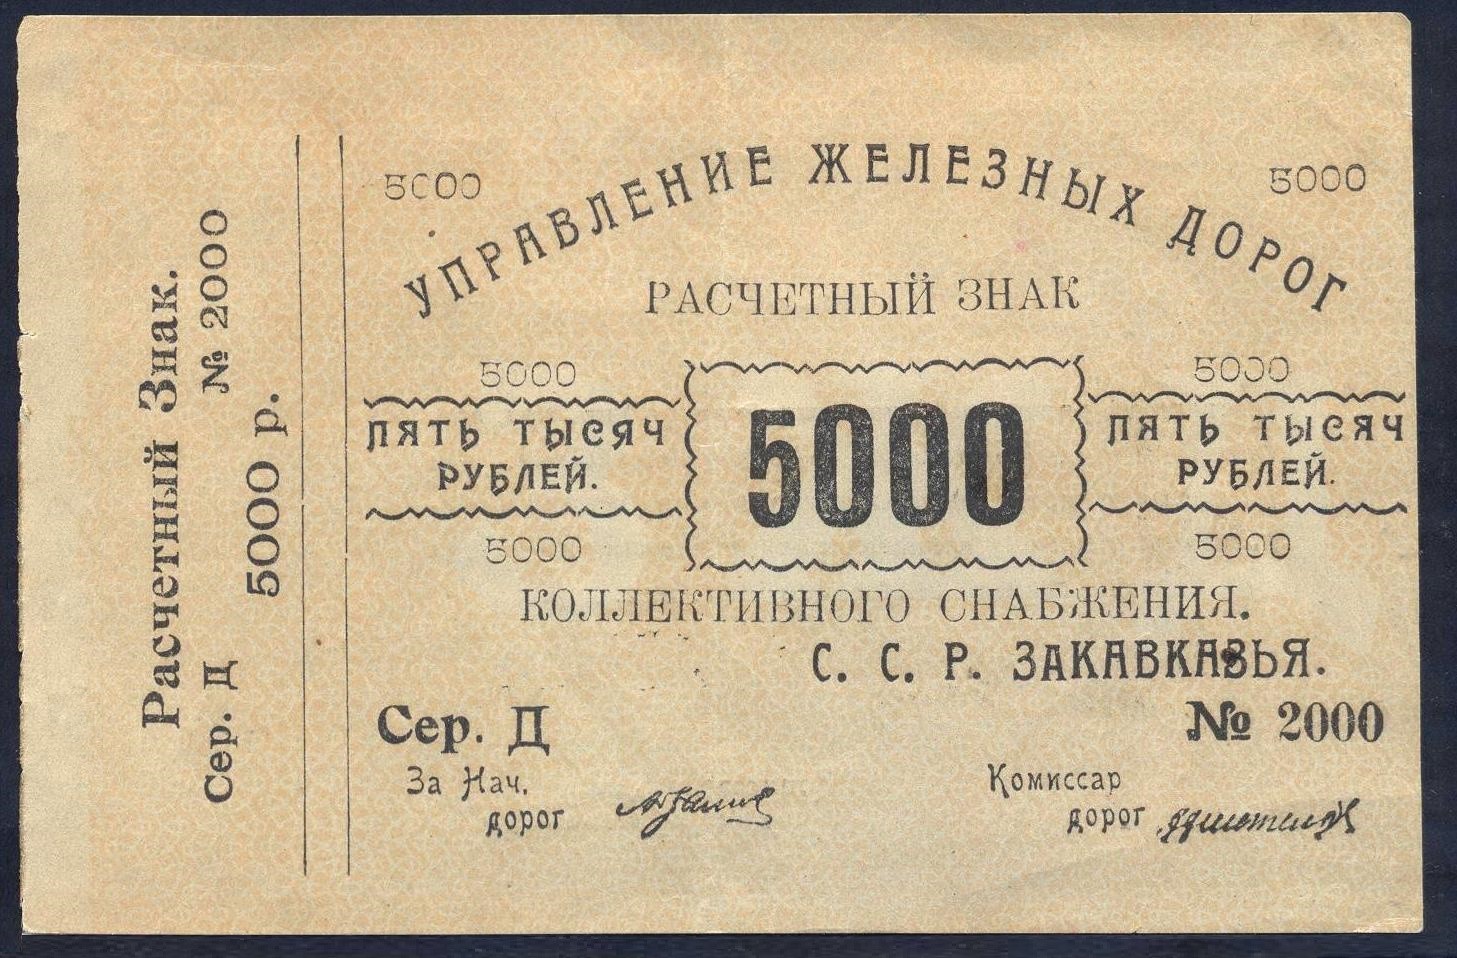 Расчетный Знак.
Сер. Д № 2000
5000 р.
5000 5000
УПРАВЛЕНИЕ ЖЕЛЕЗНЫХ ДОРОГ
РАСЧЕТНЫЙ ЗНАК
5000 5000
ПЯТЬ ТЫСЯЧ 5000 ПЯТЬ ТЫСЯЧ
РУБЛЕЙ. РУБЛЕЙ.
5000 5000
КОЛЛЕКТИВНОГО СНАБЖЕНИЯ.
С. С. Р. ЗАКАВКАЗЬЯ.
Сер. Д № 2000
За Нач. Комиссар
дорог дорог